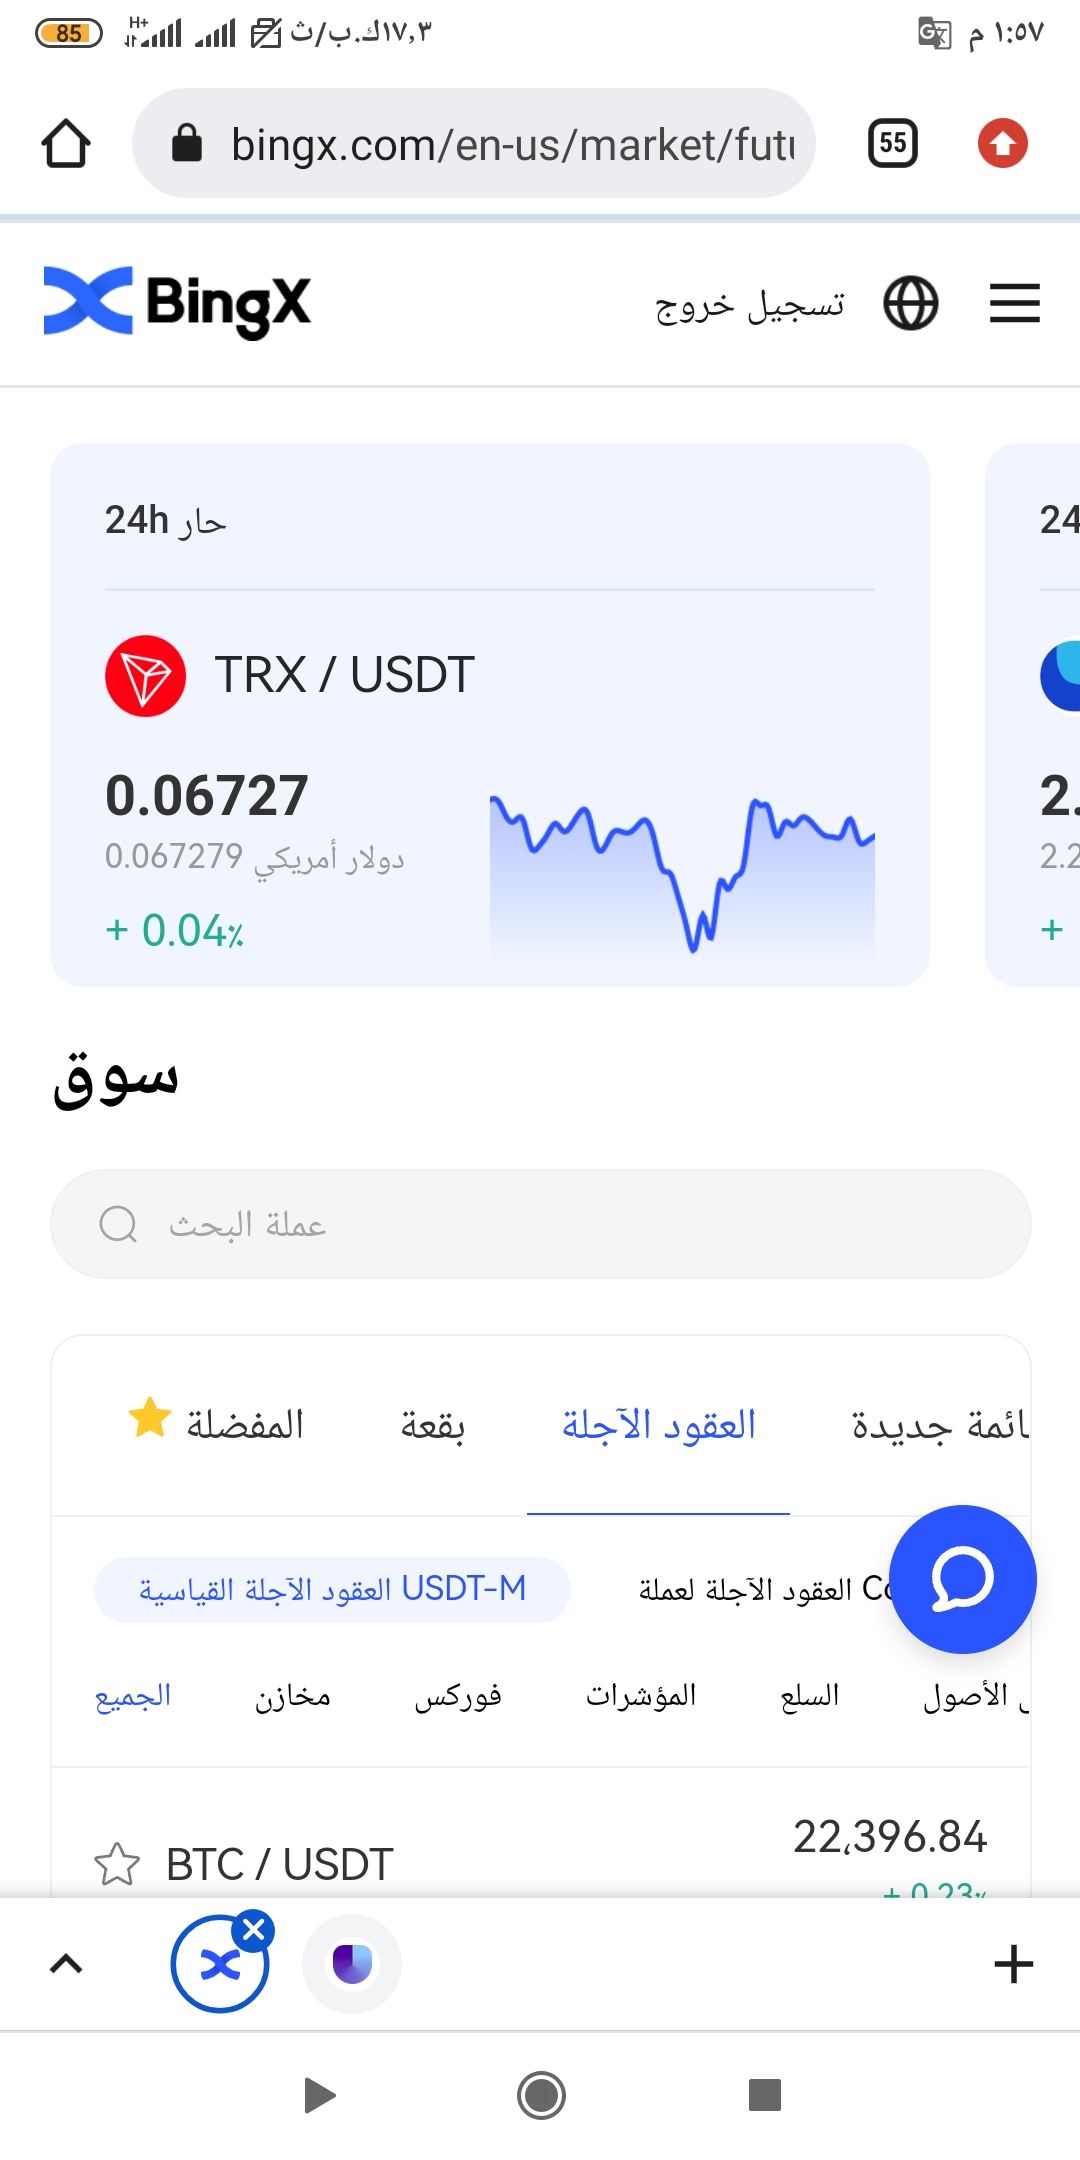 85 H+ ١٧,٣ك.ب/ث ١:٥٧ م
bingx.com/en-us/market/futu
55
BingX تسجيل خروج
24h حار
24
TRX / USDT
0.06727
2.
0.067279 دولار أمريكي
2.2
+ 0.04٪
+
سوق
عملة البحث
المفضلة بقعة العقود الآجلة ائمة جديدة
USDT-M العقود الآجلة القياسية Co العقود الآجلة لعملة
الجميع مخازن فوركس المؤشرات السلع الأصول
22,396.84
BTC / USDT
+ 0.23٪